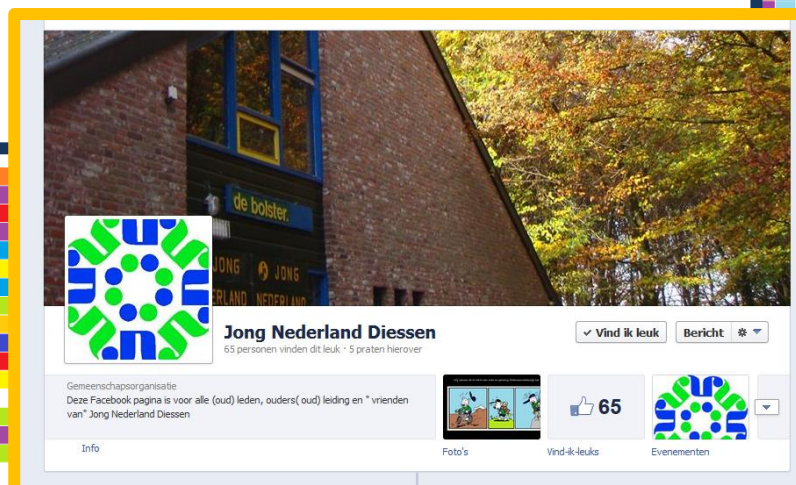 de bolster.
JONG JONG
NEDERLAND NEDERLAND
Jong Nederland Diessen
65 personen vinden dit leuk · 5 praten hierover
✓ Vind ik leuk
Bericht
Gemeenschapsorganisatie
Deze Facebook pagina is voor alle (oud) leden, ouders( oud) leiding en " vrienden
van" Jong Nederland Diessen
Info
65
Foto's
Vind-ik-leuks
Evenementen